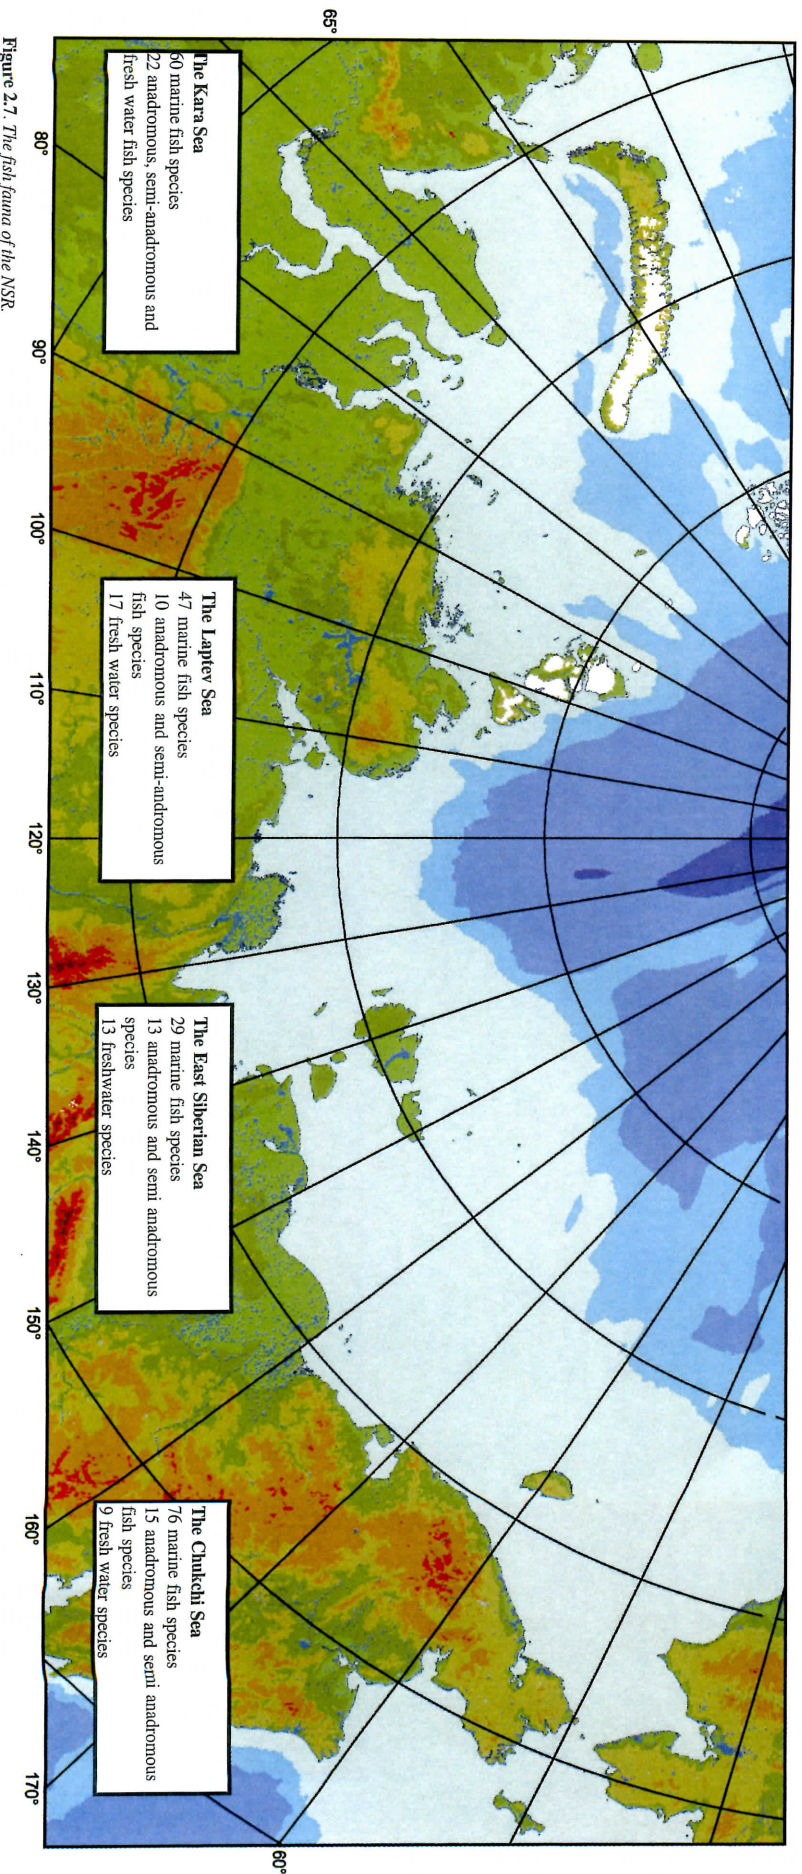 65°
The Kara Sea
60 marine fish species
22 anadromous, semi-anadromous and
fresh water fish species
The Laptev Sea
47 marine fish species
10 anadromous and semi-andromous
fish species
17 fresh water species
The East Siberian Sea
29 marine fish species
13 anadromous and semi anadromous
species
13 freshwater species
The Chukchi Sea
76 marine fish species
15 anadromous and semi anadromous
fish species
9 fresh water species
80°
90°
100°
110°
120°
130°
140°
150°
160°
170°
60°
Figure 2.7. The fish fauna of the NSR.